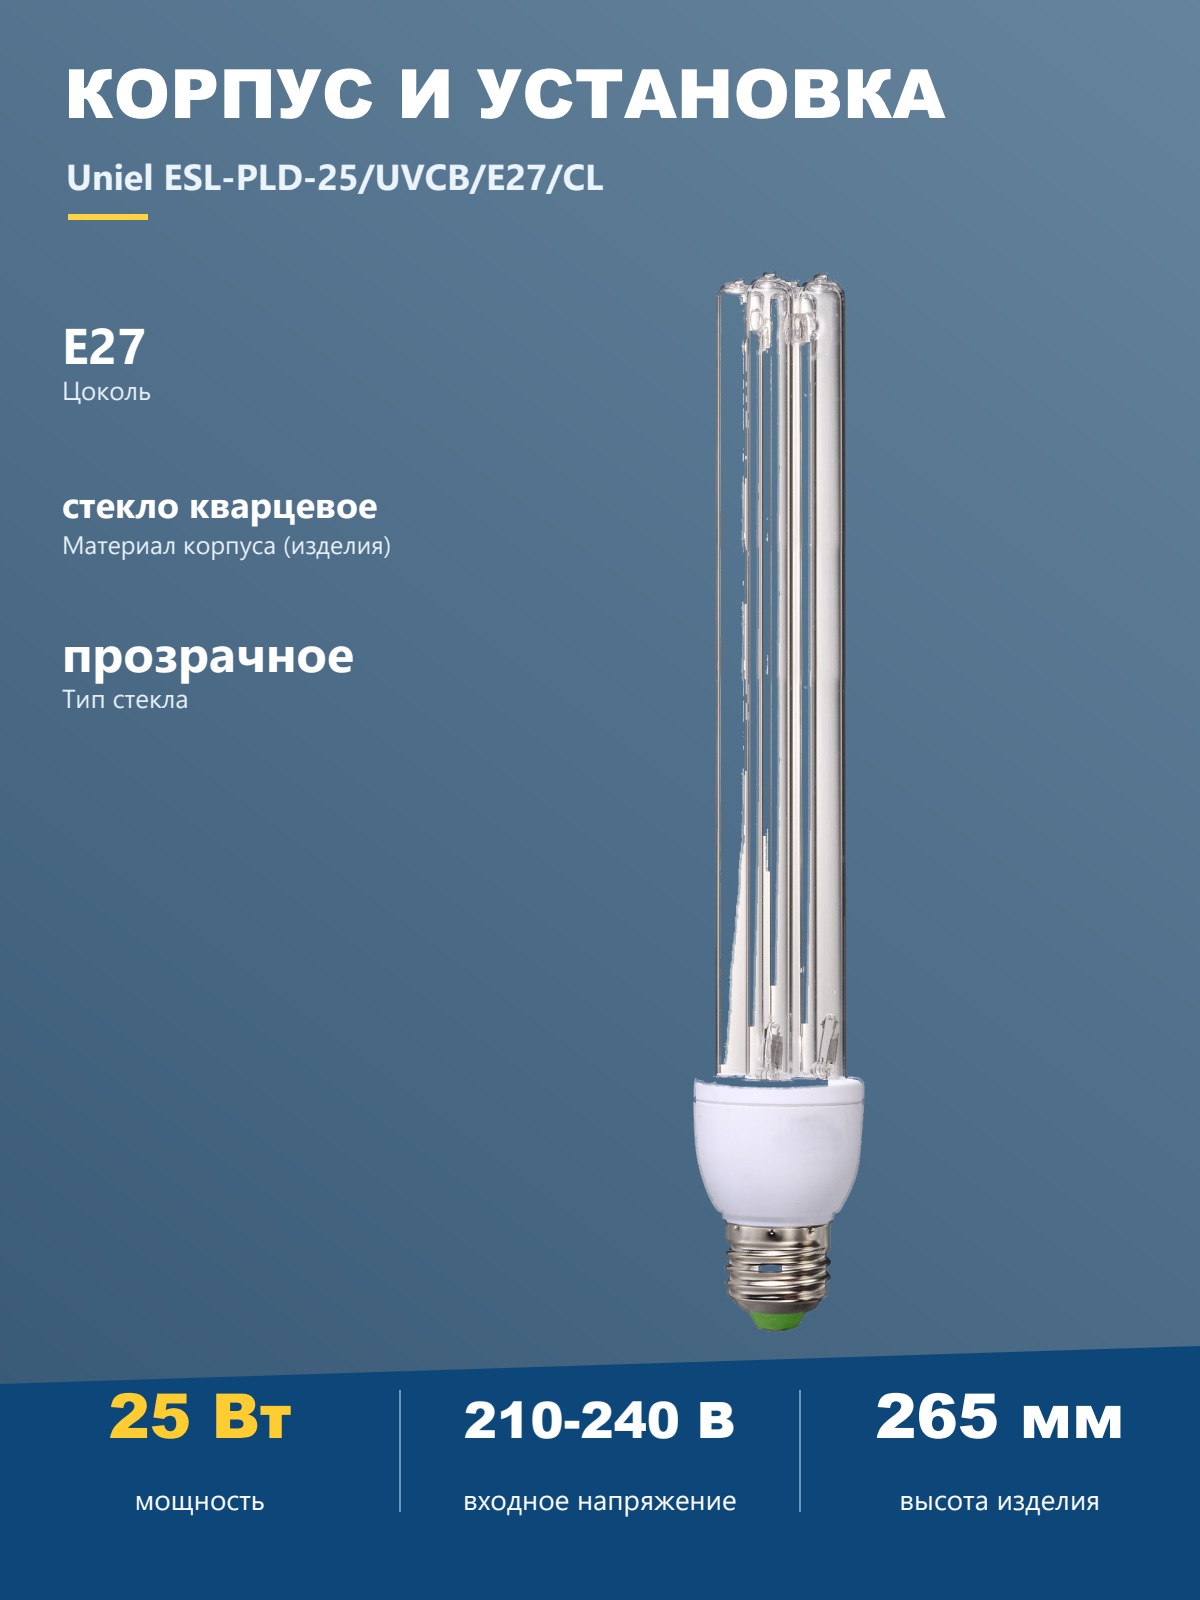 КОРПУС И УСТАНОВКА
Uniel ESL-PLD-25/UVCB/E27/CL
E27
Цоколь
стекло кварцевое
Материал корпуса (изделия)
прозрачное
Тип стекла
25 Вт
мощность
210-240 В
входное напряжение
265 мм
высота изделия